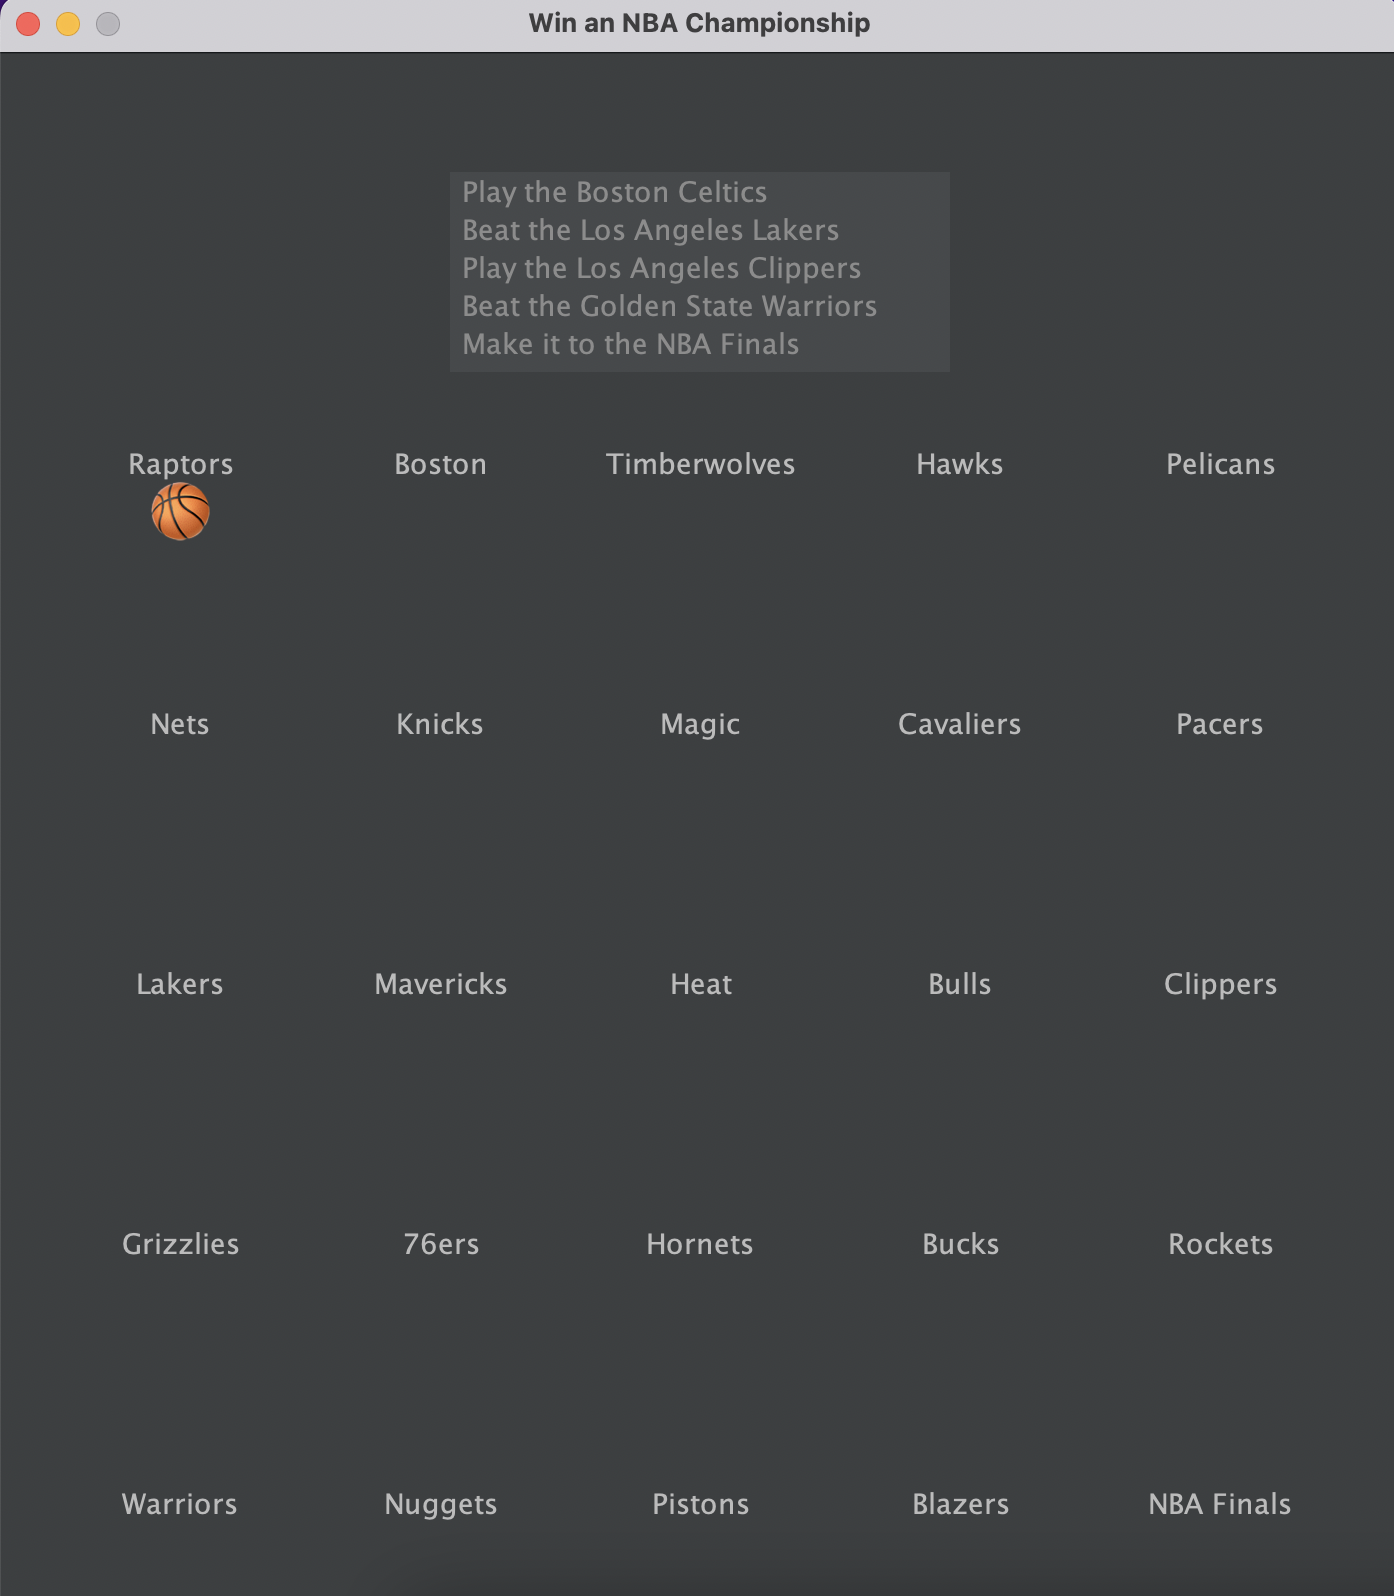 Win an NBA Championship
Play the Boston Celtics
Beat the Los Angeles Lakers
Play the Los Angeles Clippers
Beat the Golden State Warriors
Make it to the NBA Finals
Raptors Boston Timberwolves Hawks Pelicans
Nets Knicks Magic Cavaliers Pacers
Lakers Mavericks Heat Bulls Clippers
Grizzlies 76ers Hornets Bucks Rockets
Warriors Nuggets Pistons Blazers NBA Finals